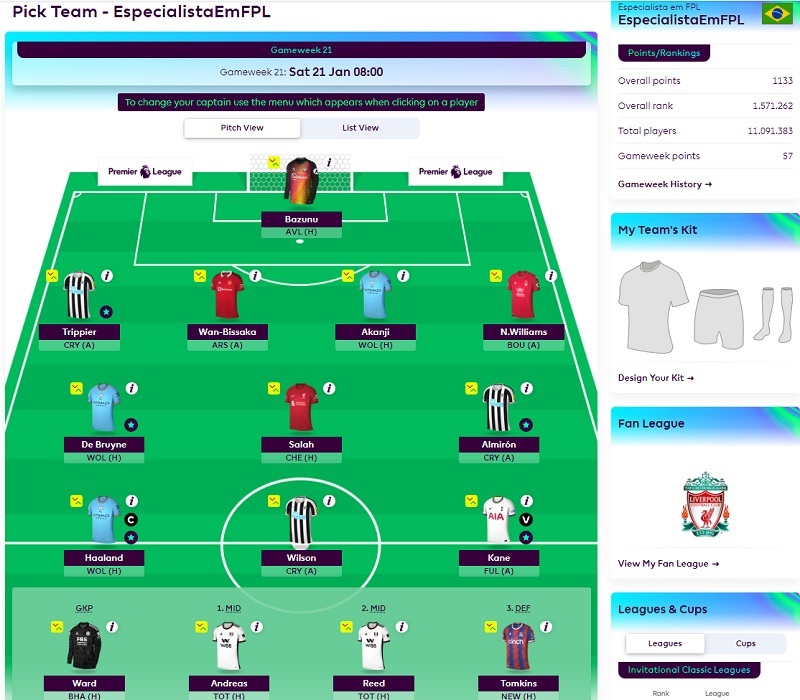 Pick Team - EspecialistaEmFPL
Gameweek 21
Gameweek 21: Sat 21 Jan 08:00
To change your captain use the menu which appears when clicking on a player
Pitch View
List View
Premier League
Premier League
Bazunu
AVL (H)
Trippier
CRY (A)
Wan-Bissaka
ARS (A)
Akanji
WOL (H)
N.Williams
BOU (A)
De Bruyne
WOL (H)
Salah
CHE (H)
Almirón
CRY (A)
C
AIA
V
Haaland
WOL (H)
Wilson
CRY (A)
Kane
FUL (A)
GKP
1. MID
2. MID
3. DEF
W88
W88
cinch
Ward
BHA (H)
Andreas
TOT (H)
Reed
TOT (H)
Tomkins
NEW (H)
Especialista em FPL
EspecialistaEmFPL
Points/Rankings
Overall points 1133
Overall rank 1.571.262
Total players 11.091.383
Gameweek points 57
Gameweek History →
My Team's Kit
Design Your Kit →
Fan League
LIVERPOOL
View My Fan League →
Leagues & Cups
Leagues
Cups
Invitational Classic Leagues
Rank League